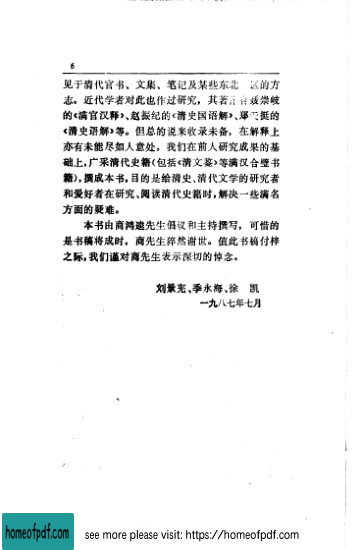 6
见于清代官书、文集、笔记及某些东北 区的方
志。近代学者对此也作过研究，其著 有聂崇岐
的《满官汉释》、赵振纪的《清史国语解》、郑 挺的
《清史语解》等。但总的说来收录未备，在解释上
亦有未能尽如人意处。我们在前人研究成果的基
础上，广采清代史籍（包括《清文鉴》等满汉合璧书
籍），撰成本书，目的是给清史、清代文学的研究者
和爱好者在研究、阅读清代史籍时，解决一些满名
方面的疑难。
本书由商鸿逵先生倡议和主持撰写，可惜的
是书稿将成时，商先生猝然谢世。值此书稿付梓
之际，我们谨对商先生表示深切的悼念。
刘景宪、季永海、徐 凯
一九八七年七月
homeofpdf.com
see more please visit: https://homeofpdf.com